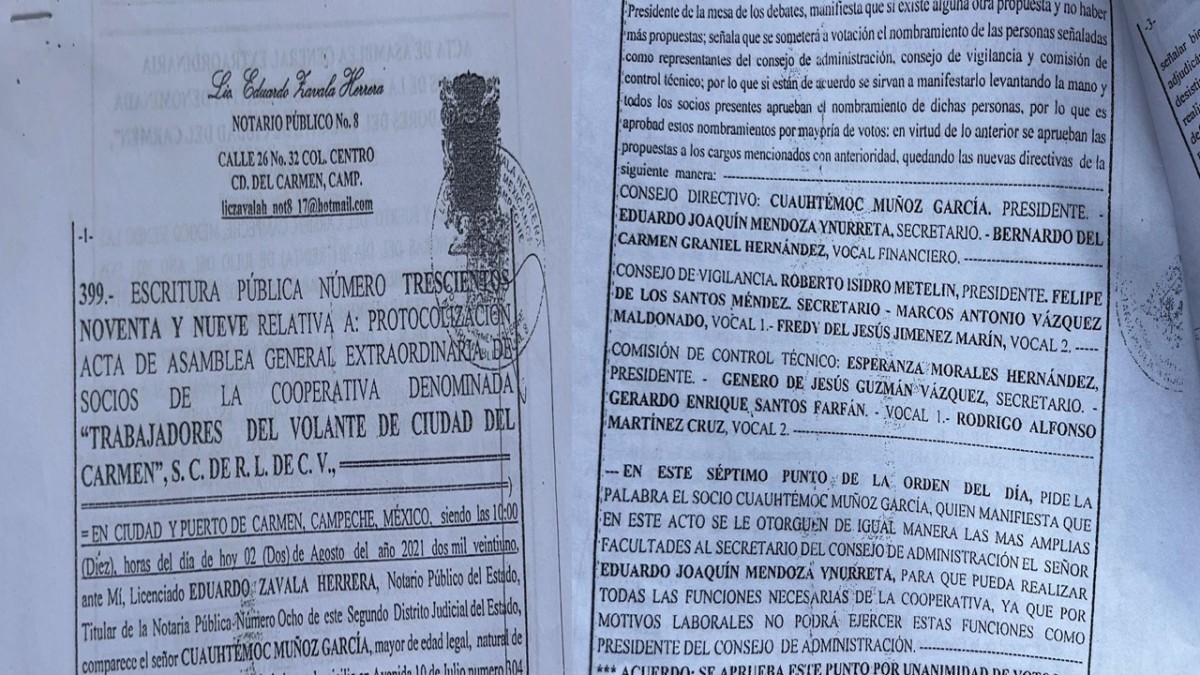 Lic. Eduardo Zavala Herrera
NOTARIO PÚBLICO No. 8
CALLE 26 No. 32 COL. CENTRO
CD. DEL CARMEN, CAMP.
liczavalah_not8_17@hotmail.com
-1-
399.- ESCRITURA PÚBLICA NÚMERO TRESCIENTOS
NOVENTA Y NUEVE RELATIVA A: PROTOCOLIZACIÓN
ACTA DE ASAMBLEA GENERAL EXTRAORDINARIA DE
SOCIOS DE LA COOPERATIVA DENOMINADA
“TRABAJADORES DEL VOLANTE DE CIUDAD DEL
CARMEN”, S. C. DE R. L. DE C. V.,
= EN CIUDAD Y PUERTO DE CARMEN, CAMPECHE, MÉXICO, siendo las 10:00
(Diez), horas del día de hoy 02 (Dos) de Agosto del año 2021 dos mil veintiuno,
ante Mí, Licenciado EDUARDO ZAVALA HERRERA, Notario Público del Estado,
Titular de la Notaria Pública Número Ocho de este Segundo Distrito Judicial del Estado,
comparece el señor CUAUHTÉMOC MUÑOZ GARCÍA, mayor de edad legal, natural de
Avenida 10 de Julio numero 304
Presidente de la mesa de los debates, manifiesta que si existe alguna otra propuesta y no haber
más propuestas; señala que se someterá a votación el nombramiento de las personas señaladas
como representantes del consejo de administración, consejo de vigilancia y comisión de
control técnico; por lo que si están de acuerdo se sirvan a manifestarlo levantando la mano y
todos los socios presentes aprueban el nombramiento de dichas personas, por lo que es
aprobad estos nombramientos por mayoría de votos: en virtud de lo anterior se aprueban las
propuestas a los cargos mencionados con anterioridad, quedando las nuevas directivas de la
siguiente manera: ---
CONSEJO DIRECTIVO: CUAUHTÉMOC MUÑOZ GARCÍA. PRESIDENTE. -
EDUARDO JOAQUÍN MENDOZA YNURRETA, SECRETARIO. - BERNARDO DEL
CARMEN GRANIEL HERNÁNDEZ, VOCAL FINANCIERO. ---
CONSEJO DE VIGILANCIA. ROBERTO ISIDRO METELIN, PRESIDENTE. FELIPE
DE LOS SANTOS MÉNDEZ. SECRETARIO - MARCOS ANTONIO VÁZQUEZ
MALDONADO, VOCAL 1.- FREDY DEL JESÚS JIMENEZ MARÍN, VOCAL 2. -----
COMISIÓN DE CONTROL TÉCNICO: ESPERANZA MORALES HERNÁNDEZ,
PRESIDENTE. - GENERO DE JESÚS GUZMÁN VÁZQUEZ, SECRETARIO. -
GERARDO ENRIQUE SANTOS FARFÁN. - VOCAL 1.- RODRIGO ALFONSO
MARTÍNEZ CRUZ, VOCAL 2. ---
--- EN ESTE SÉPTIMO PUNTO DE LA ORDEN DEL DÍA, PIDE LA
PALABRA EL SOCIO CUAUHTÉMOC MUÑOZ GARCÍA, QUIEN MANIFIESTA QUE
EN ESTE ACTO SE LE OTORGUEN DE IGUAL MANERA LAS MAS AMPLIAS
FACULTADES AL SECRETARIO DEL CONSEJO DE ADMINISTRACIÓN EL SEÑOR
EDUARDO JOAQUÍN MENDOZA YNURRETA, PARA QUE PUEDA REALIZAR
TODAS LAS FUNCIONES NECESARIAS DE LA COOPERATIVA, YA QUE POR
MOTIVOS LABORALES NO PODRÁ EJERCER ESTAS FUNCIONES COMO
PRESIDENTE DEL CONSEJO DE ADMINISTRACIÓN. ---
*** ACUERDO: SE APRUEBA ESTE PUNTO POR UNANIMIDAD DE
-3-
señalar